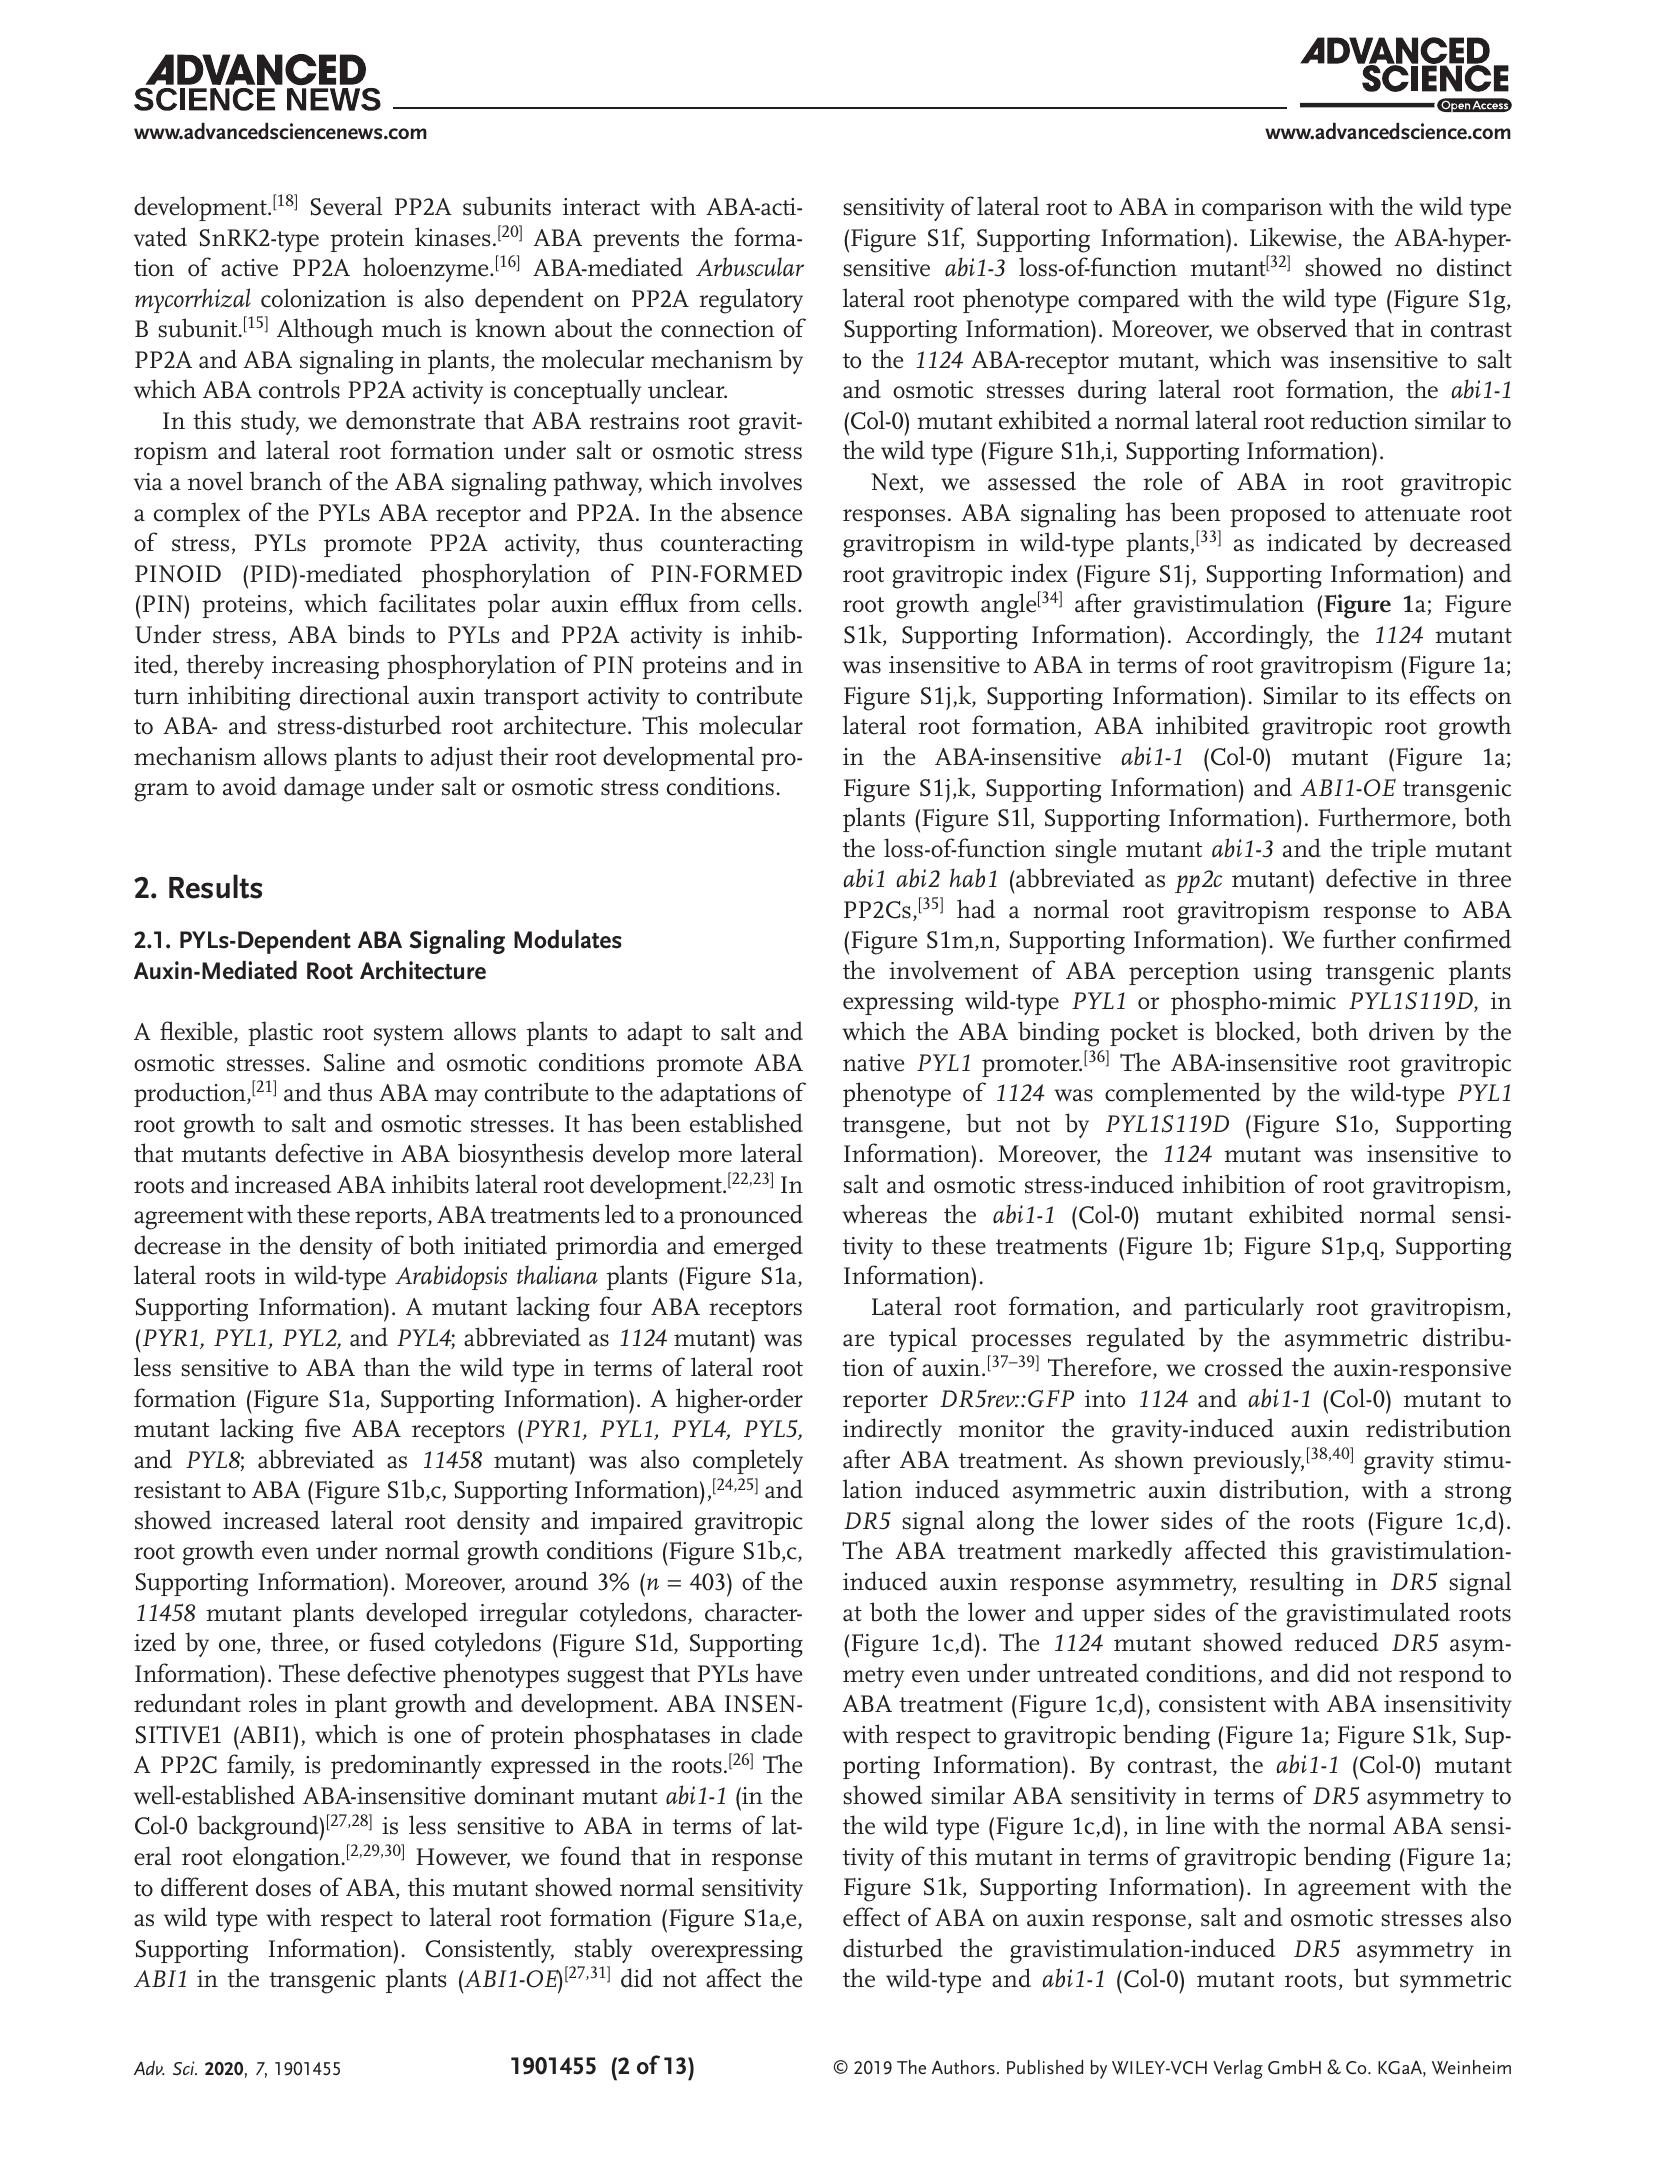 ADVANCED
SCIENCE NEWS
www.advancedsciencenews.com
ADVANCED
SCIENCE
Open Access
www.advancedscience.com
development.[18] Several PP2A subunits interact with ABA-acti-
vated SnRK2-type protein kinases.[20] ABA prevents the forma-
tion of active PP2A holoenzyme.[16] ABA-mediated Arbuscular
mycorrhizal colonization is also dependent on PP2A regulatory
B subunit.[15] Although much is known about the connection of
PP2A and ABA signaling in plants, the molecular mechanism by
which ABA controls PP2A activity is conceptually unclear.
In this study, we demonstrate that ABA restrains root gravit-
ropism and lateral root formation under salt or osmotic stress
via a novel branch of the ABA signaling pathway, which involves
a complex of the PYLs ABA receptor and PP2A. In the absence
of stress, PYLs promote PP2A activity, thus counteracting
PINOID (PID)-mediated phosphorylation of PIN-FORMED
(PIN) proteins, which facilitates polar auxin efflux from cells.
Under stress, ABA binds to PYLs and PP2A activity is inhib-
ited, thereby increasing phosphorylation of PIN proteins and in
turn inhibiting directional auxin transport activity to contribute
to ABA- and stress-disturbed root architecture. This molecular
mechanism allows plants to adjust their root developmental pro-
gram to avoid damage under salt or osmotic stress conditions.
2. Results
2.1. PYLs-Dependent ABA Signaling Modulates
Auxin-Mediated Root Architecture
A flexible, plastic root system allows plants to adapt to salt and
osmotic stresses. Saline and osmotic conditions promote ABA
production,[21] and thus ABA may contribute to the adaptations of
root growth to salt and osmotic stresses. It has been established
that mutants defective in ABA biosynthesis develop more lateral
roots and increased ABA inhibits lateral root development.[22,23] In
agreement with these reports, ABA treatments led to a pronounced
decrease in the density of both initiated primordia and emerged
lateral roots in wild-type Arabidopsis thaliana plants (Figure S1a,
Supporting Information). A mutant lacking four ABA receptors
(PYR1, PYL1, PYL2, and PYL4; abbreviated as 1124 mutant) was
less sensitive to ABA than the wild type in terms of lateral root
formation (Figure S1a, Supporting Information). A higher-order
mutant lacking five ABA receptors (PYR1, PYL1, PYL4, PYL5,
and PYL8; abbreviated as 11458 mutant) was also completely
resistant to ABA (Figure S1b,c, Supporting Information),[24,25] and
showed increased lateral root density and impaired gravitropic
root growth even under normal growth conditions (Figure S1b,c,
Supporting Information). Moreover, around 3% (n = 403) of the
11458 mutant plants developed irregular cotyledons, character-
ized by one, three, or fused cotyledons (Figure S1d, Supporting
Information). These defective phenotypes suggest that PYLs have
redundant roles in plant growth and development. ABA INSEN-
SITIVE1 (ABI1), which is one of protein phosphatases in clade
A PP2C family, is predominantly expressed in the roots.[26] The
well-established ABA-insensitive dominant mutant abi1-1 (in the
Col-0 background)[27,28] is less sensitive to ABA in terms of lat-
eral root elongation.[2,29,30] However, we found that in response
to different doses of ABA, this mutant showed normal sensitivity
as wild type with respect to lateral root formation (Figure S1a,e,
Supporting Information). Consistently, stably overexpressing
ABI1 in the transgenic plants (ABI1-OE)[27,31] did not affect the
sensitivity of lateral root to ABA in comparison with the wild type
(Figure S1f, Supporting Information). Likewise, the ABA-hyper-
sensitive abi1-3 loss-of-function mutant[32] showed no distinct
lateral root phenotype compared with the wild type (Figure S1g,
Supporting Information). Moreover, we observed that in contrast
to the 1124 ABA-receptor mutant, which was insensitive to salt
and osmotic stresses during lateral root formation, the abi1-1
(Col-0) mutant exhibited a normal lateral root reduction similar to
the wild type (Figure S1h,i, Supporting Information).
Next, we assessed the role of ABA in root gravitropic
responses. ABA signaling has been proposed to attenuate root
gravitropism in wild-type plants,[33] as indicated by decreased
root gravitropic index (Figure S1j, Supporting Information) and
root growth angle[34] after gravistimulation (Figure 1a; Figure
S1k, Supporting Information). Accordingly, the 1124 mutant
was insensitive to ABA in terms of root gravitropism (Figure 1a;
Figure S1j,k, Supporting Information). Similar to its effects on
lateral root formation, ABA inhibited gravitropic root growth
in the ABA-insensitive abi1-1 (Col-0) mutant (Figure 1a;
Figure S1j,k, Supporting Information) and ABI1-OE transgenic
plants (Figure S1l, Supporting Information). Furthermore, both
the loss-of-function single mutant abi1-3 and the triple mutant
abi1 abi2 hab1 (abbreviated as pp2c mutant) defective in three
PP2Cs,[35] had a normal root gravitropism response to ABA
(Figure S1m,n, Supporting Information). We further confirmed
the involvement of ABA perception using transgenic plants
expressing wild-type PYL1 or phospho-mimic PYL1S119D, in
which the ABA binding pocket is blocked, both driven by the
native PYL1 promoter.[36] The ABA-insensitive root gravitropic
phenotype of 1124 was complemented by the wild-type PYL1
transgene, but not by PYL1S119D (Figure S1o, Supporting
Information). Moreover, the 1124 mutant was insensitive to
salt and osmotic stress-induced inhibition of root gravitropism,
whereas the abi1-1 (Col-0) mutant exhibited normal sensi-
tivity to these treatments (Figure 1b; Figure S1p,q, Supporting
Information).
Lateral root formation, and particularly root gravitropism,
are typical processes regulated by the asymmetric distribu-
tion of auxin.[37–39] Therefore, we crossed the auxin-responsive
reporter DR5rev::GFP into 1124 and abi1-1 (Col-0) mutant to
indirectly monitor the gravity-induced auxin redistribution
after ABA treatment. As shown previously,[38,40] gravity stimu-
lation induced asymmetric auxin distribution, with a strong
DR5 signal along the lower sides of the roots (Figure 1c,d).
The ABA treatment markedly affected this gravistimulation-
induced auxin response asymmetry, resulting in DR5 signal
at both the lower and upper sides of the gravistimulated roots
(Figure 1c,d). The 1124 mutant showed reduced DR5 asym-
metry even under untreated conditions, and did not respond to
ABA treatment (Figure 1c,d), consistent with ABA insensitivity
with respect to gravitropic bending (Figure 1a; Figure S1k, Sup-
porting Information). By contrast, the abi1-1 (Col-0) mutant
showed similar ABA sensitivity in terms of DR5 asymmetry to
the wild type (Figure 1c,d), in line with the normal ABA sensi-
tivity of this mutant in terms of gravitropic bending (Figure 1a;
Figure S1k, Supporting Information). In agreement with the
effect of ABA on auxin response, salt and osmotic stresses also
disturbed the gravistimulation-induced DR5 asymmetry in
the wild-type and abi1-1 (Col-0) mutant roots, but symmetric
Adv. Sci. 2020, 7, 1901455
1901455 (2 of 13)
© 2019 The Authors. Published by WILEY-VCH Verlag GmbH & Co. KGaA, Weinheim